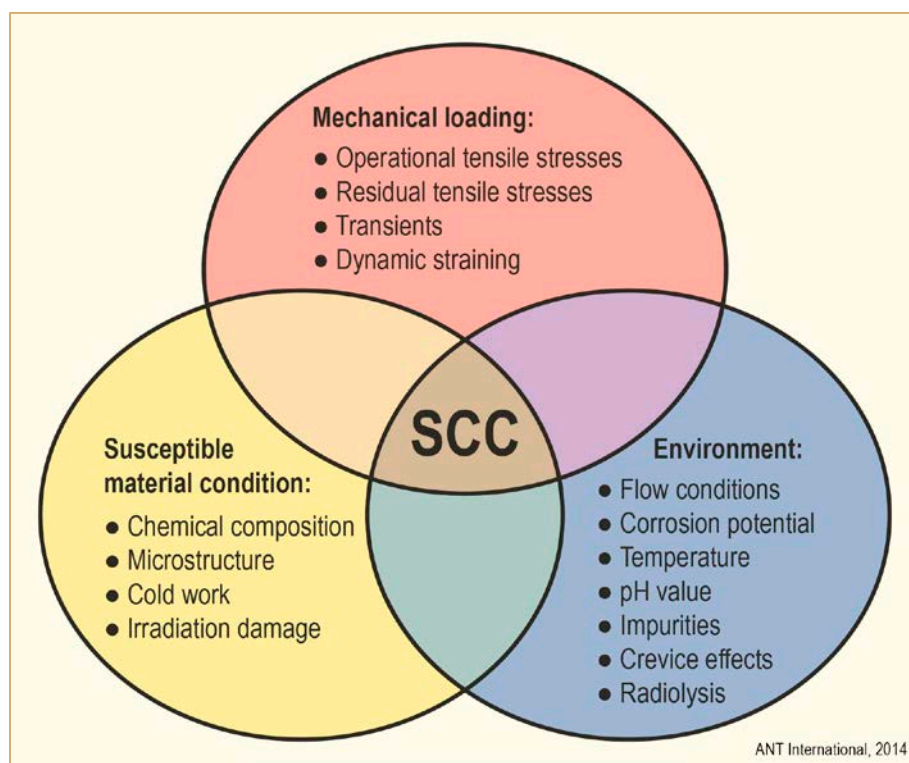 Mechanical loading:
● Operational tensile stresses
● Residual tensile stresses
● Transients
● Dynamic straining
SCC
Susceptible
material condition:
● Chemical composition
● Microstructure
● Cold work
● Irradiation damage
Environment:
● Flow conditions
● Corrosion potential
● Temperature
● pH value
● Impurities
● Crevice effects
● Radiolysis
ANT International, 2014